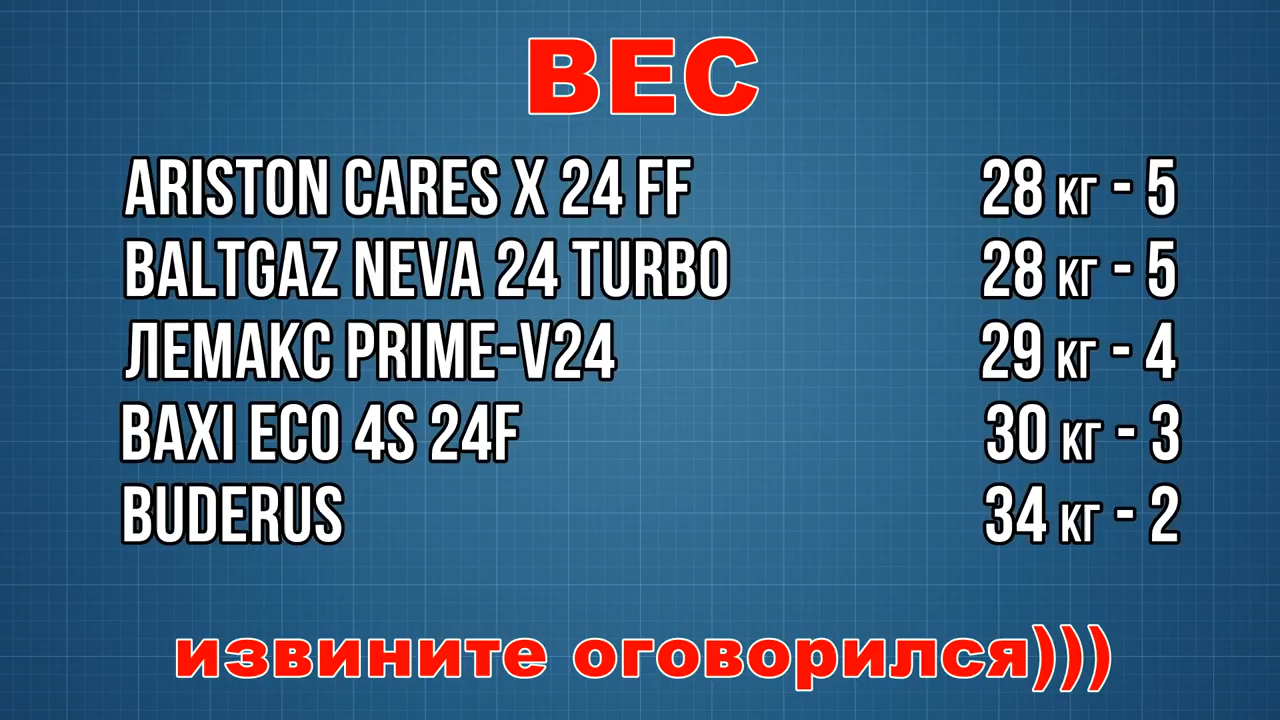 ВЕС
ARISTON CARES X 24 FF 28 кг - 5
BALTGAZ NEVA 24 TURBO 28 кг - 5
ЛЕМАКС PRIME-V24 29 кг - 4
BAXI ECO 4S 24F 30 кг - 3
BUDERUS 34 кг - 2
извините оговорился)))